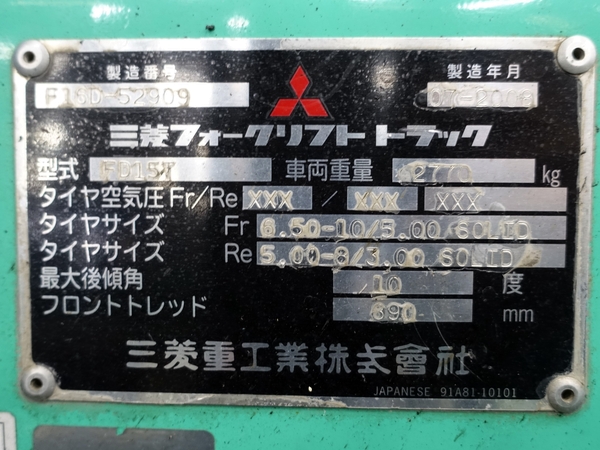 製造番号
製造年月
F18D-52909
三菱フォークリフト トラック
型式 FD15T 車両重量 2770 kg
タイヤ空気圧 Fr/Re XXX / XXX XXX
タイヤサイズ Fr 6.50-10/5.00/SOLID
タイヤサイズ Re 5.00-8/3.00 SOLID
最大後傾角 10 度
フロントトレッド 890 mm
三菱重工業株式會社
JAPANESE 91A81-10101